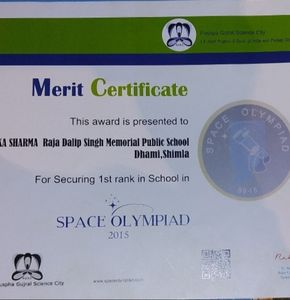 Pushpa Gujral Science City
Merit Certificate
This award is presented to
KA SHARMA Raja Dalip Singh Memorial Public School
Dhami,Shimla
For Securing 1st rank in School in
SPACE OLYMPIAD
2015
SPACE OLYMPIAD
Puspha Gujral Science City